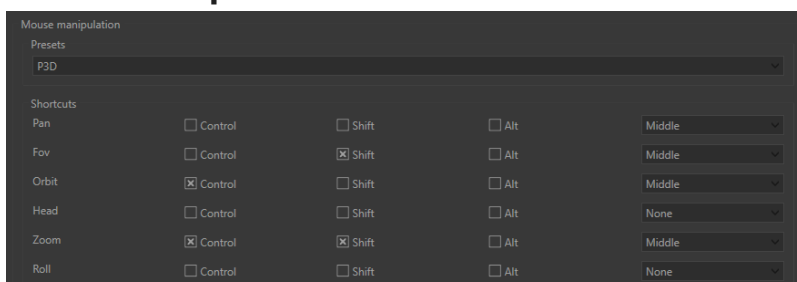 Mouse manipulation
Presets
P3D
Shortcuts
Pan Control Shift Alt Middle
Fov Control Shift Alt Middle
Orbit Control Shift Alt Middle
Head Control Shift Alt None
Zoom Control Shift Alt Middle
Roll Control Shift Alt None